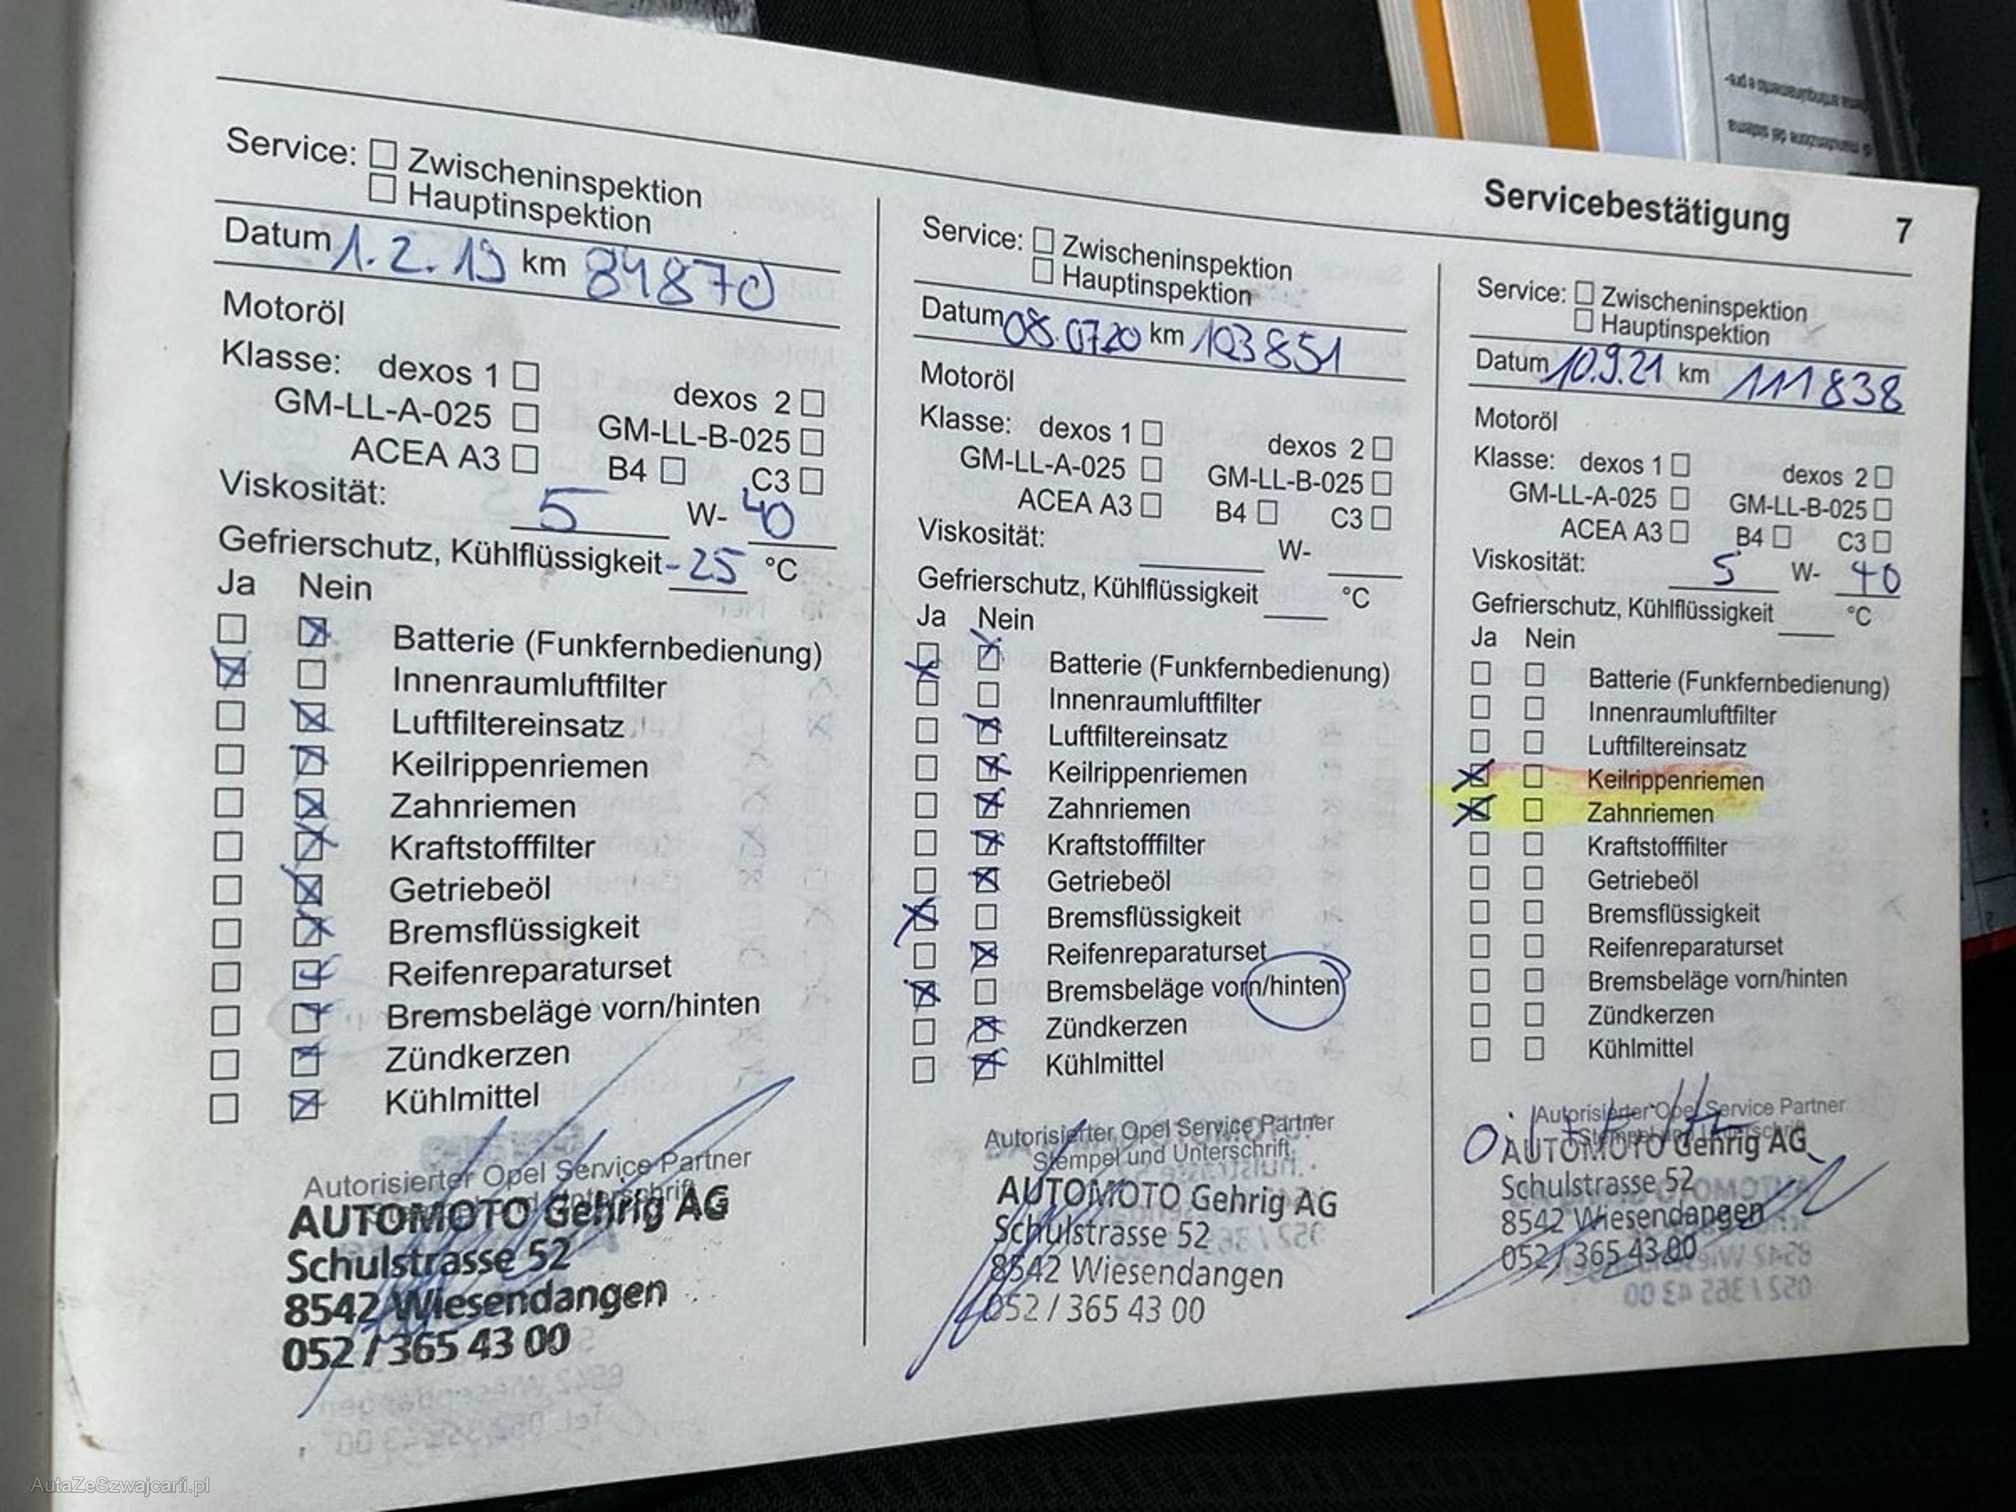 Servicebestätigung 7
Service: Zwischeninspektion
Hauptinspektion
Datum 1.2.19 km 84870
Motoröl
Klasse: dexos 1 dexos 2
GM-LL-A-025 GM-LL-B-025
ACEA A3 B4 C3
Viskosität: 5 W- 40
Gefrierschutz, Kühlflüssigkeit -25 °C
Ja Nein
Batterie (Funkfernbedienung)
Innenraumluftfilter
Luftfiltereinsatz
Keilrippenriemen
Zahnriemen
Kraftstofffilter
Getriebeöl
Bremsflüssigkeit
Reifenreparaturset
Bremsbeläge vorn/hinten
Zündkerzen
Kühlmittel
Autorisierter Opel Service Partner
AUTOMOTO Gehrig AG
Schulstrasse 52
8542 Wiesendangen
052 / 365 43 00
Service: Zwischeninspektion
Hauptinspektion
Datum 08.07.20 km 103851
Motoröl
Klasse: dexos 1 dexos 2
GM-LL-A-025 GM-LL-B-025
ACEA A3 B4 C3
Viskosität: W-
Gefrierschutz, Kühlflüssigkeit °C
Ja Nein
Batterie (Funkfernbedienung)
Innenraumluftfilter
Luftfiltereinsatz
Keilrippenriemen
Zahnriemen
Kraftstofffilter
Getriebeöl
Bremsflüssigkeit
Reifenreparaturset
Bremsbeläge vorn/hinten
Zündkerzen
Kühlmittel
Autorisierter Opel Service Partner
Stempel und Unterschrift
AUTOMOTO Gehrig AG
Schulstrasse 52
8542 Wiesendangen
052 / 365 43 00
Service: Zwischeninspektion
Hauptinspektion
Datum 10.9.21 km 111838
Motoröl
Klasse: dexos 1 dexos 2
GM-LL-A-025 GM-LL-B-025
ACEA A3 B4 C3
Viskosität: 5 W- 40
Gefrierschutz, Kühlflüssigkeit °C
Ja Nein
Batterie (Funkfernbedienung)
Innenraumluftfilter
Luftfiltereinsatz
Keilrippenriemen
Zahnriemen
Kraftstofffilter
Getriebeöl
Bremsflüssigkeit
Reifenreparaturset
Bremsbeläge vorn/hinten
Zündkerzen
Kühlmittel
Autorisierter Opel Service Partner
AUTOMOTO Gehrig AG
Schulstrasse 52
8542 Wiesendangen
052 / 365 43 00
di manutenzione del sistema
AutaZeSzwajcarii.pl